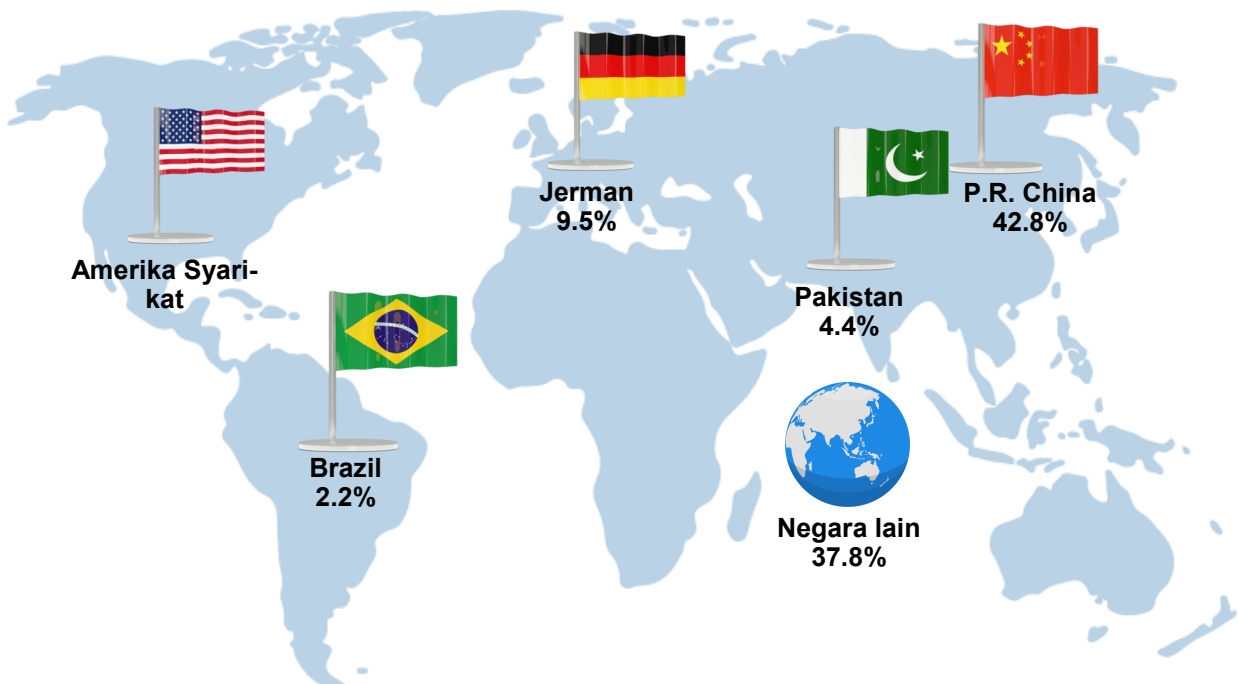 Jerman
9.5%
P.R. China
42.8%
Amerika Syari-
kat
Pakistan
4.4%
Brazil
2.2%
Negara lain
37.8%